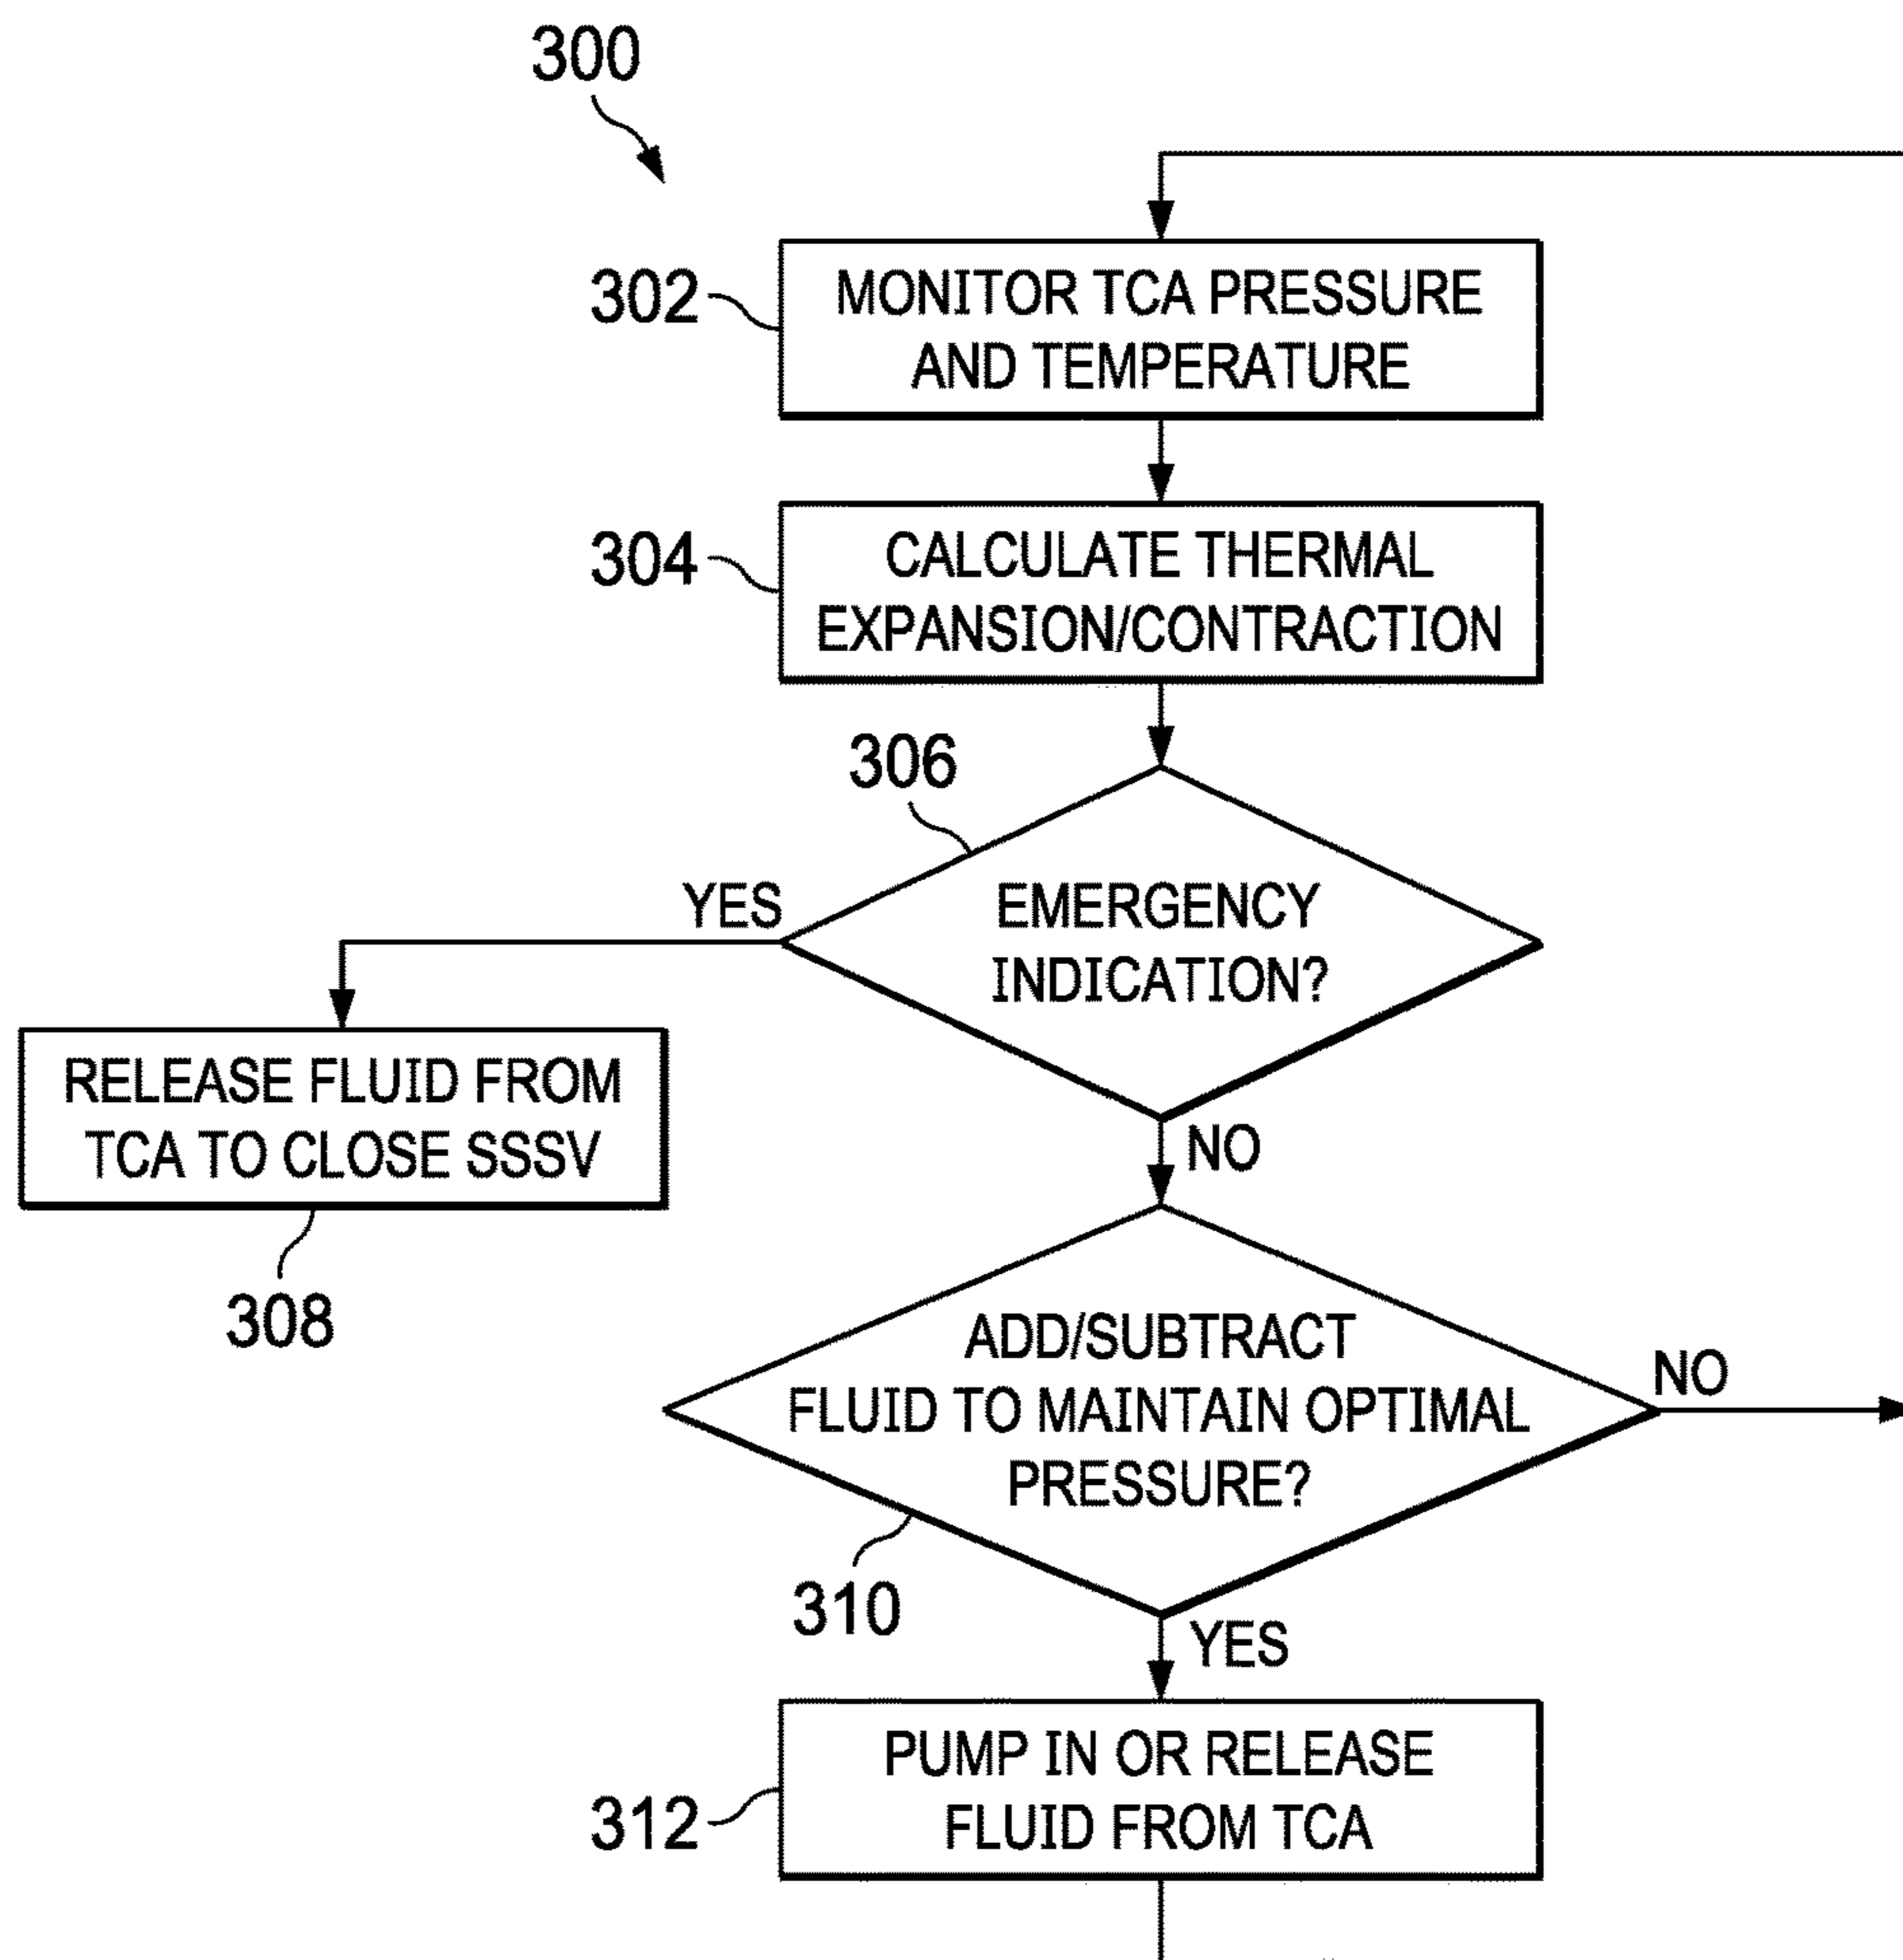 300
302
MONITOR TCA PRESSURE
AND TEMPERATURE
304
CALCULATE THERMAL
EXPANSION/CONTRACTION
306
YES
EMERGENCY
INDICATION?
RELEASE FLUID FROM
TCA TO CLOSE SSSV
308
NO
ADD/SUBTRACT
FLUID TO MAINTAIN OPTIMAL
PRESSURE?
NO
310
YES
312
PUMP IN OR RELEASE
FLUID FROM TCA